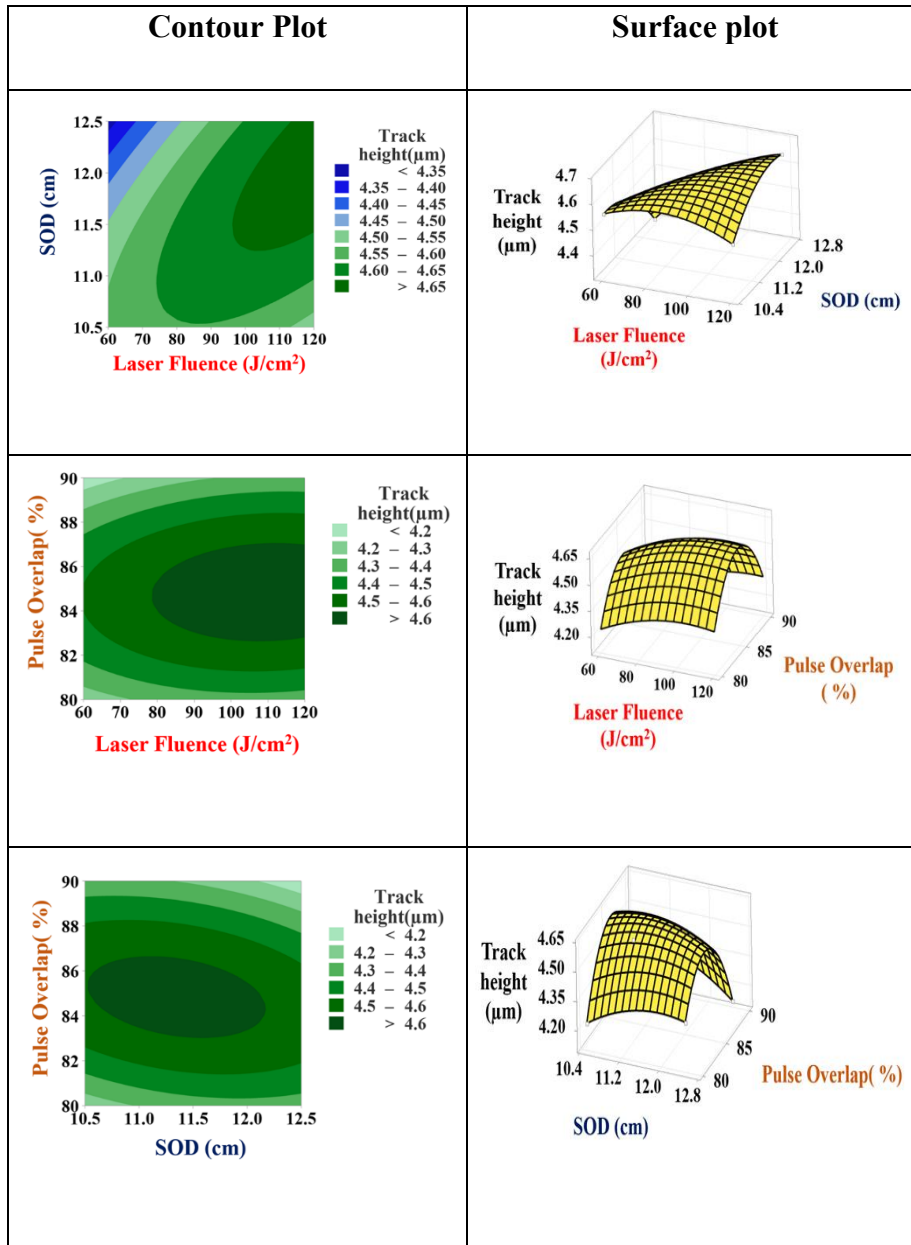 Contour Plot
Surface plot
12.5
12.0
11.5
11.0
10.5
SOD (cm)
60 70 80 90 100 110 120
Laser Fluence (J/cm²)
Track
height(µm)
< 4.35
4.35 – 4.40
4.40 – 4.45
4.45 – 4.50
4.50 – 4.55
4.55 – 4.60
4.60 – 4.65
> 4.65
4.7
4.6
4.5
4.4
Track
height
(µm)
60 80 100 120
Laser Fluence
(J/cm²)
12.8
12.0
11.2
10.4
SOD (cm)
90
88
86
84
82
80
Pulse Overlap( %)
60 70 80 90 100 110 120
Laser Fluence (J/cm²)
Track
height(µm)
< 4.2
4.2 – 4.3
4.3 – 4.4
4.4 – 4.5
4.5 – 4.6
> 4.6
4.65
4.50
4.35
4.20
Track
height
(µm)
60 80 100 120
Laser Fluence
(J/cm²)
90
85
80
Pulse Overlap
( %)
90
88
86
84
82
80
Pulse Overlap( %)
10.5 11.0 11.5 12.0 12.5
SOD (cm)
Track
height(µm)
< 4.2
4.2 – 4.3
4.3 – 4.4
4.4 – 4.5
4.5 – 4.6
> 4.6
4.65
4.50
4.35
4.20
Track
height
(µm)
10.4 11.2 12.0 12.8
SOD (cm)
90
85
80
Pulse Overlap( %)